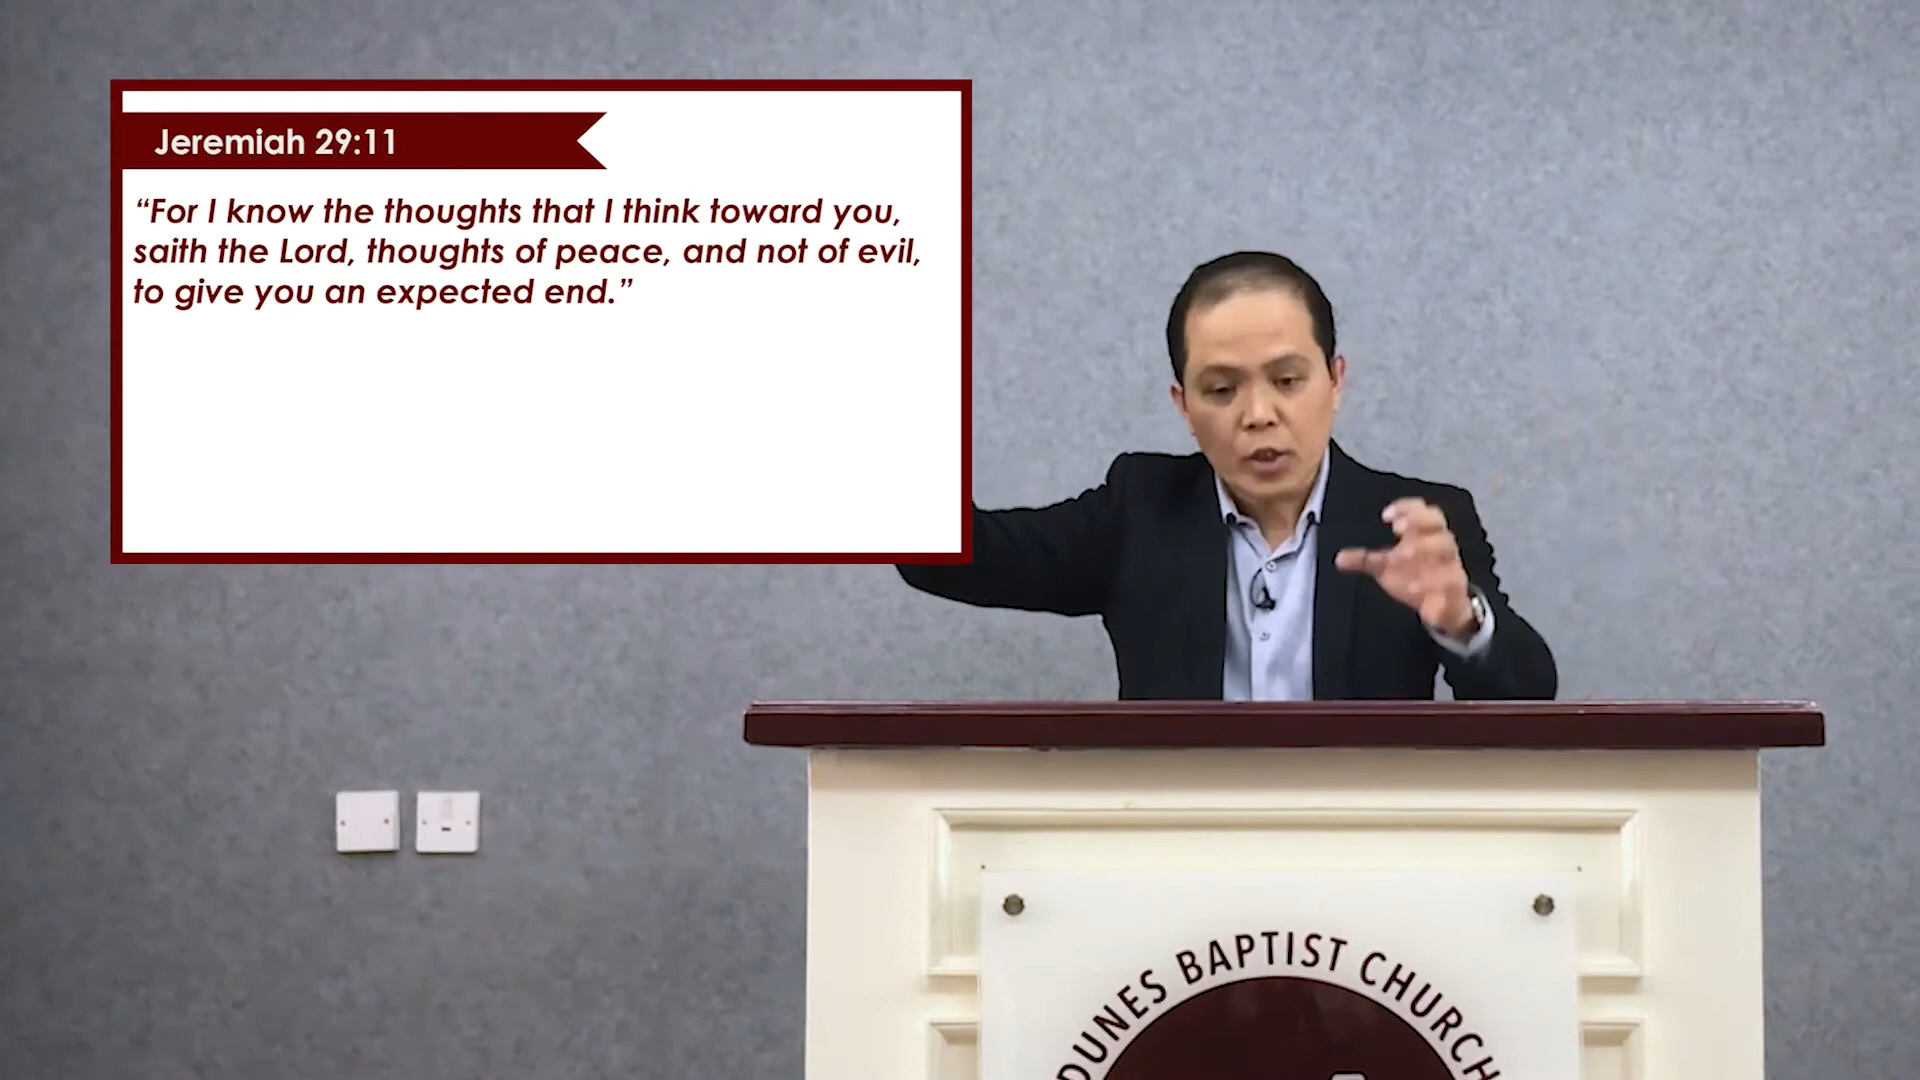 Jeremiah 29:11
“For I know the thoughts that I think toward you,
saith the Lord, thoughts of peace, and not of evil,
to give you an expected end.”
DUNES BAPTIST CHURCH